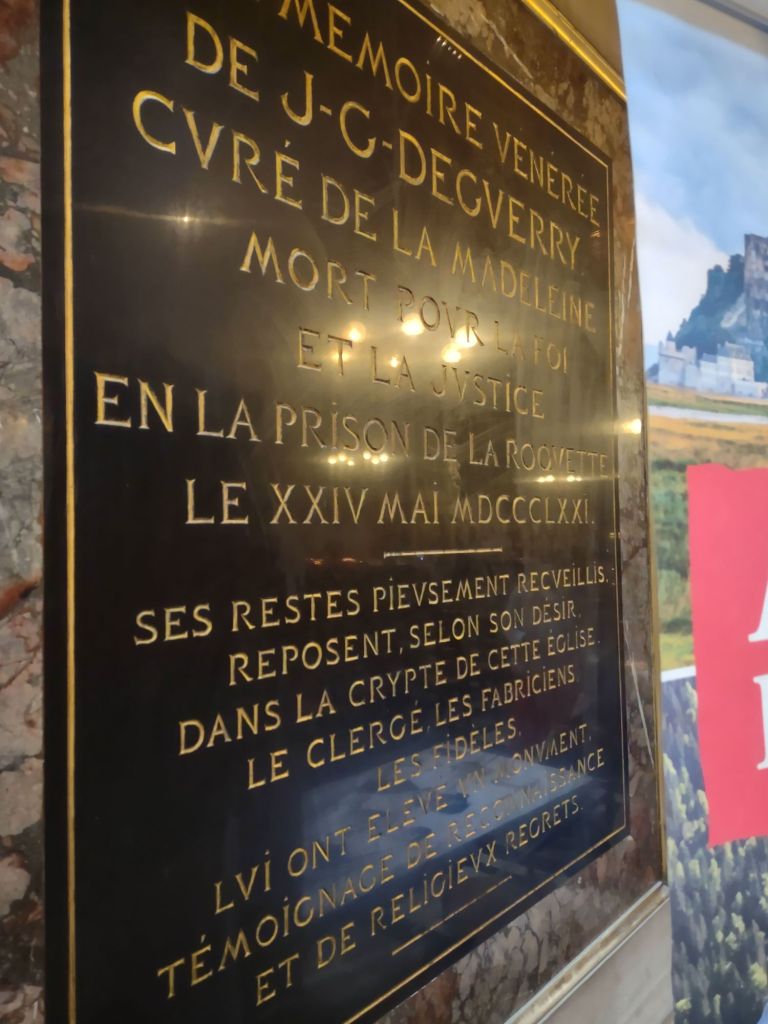 MEMOIRE VÉNÉRÉE
DE J-G-DEGVERRY
CVRÉ DE LA MADELEINE
MORT POVR LA FOI
ET LA JVSTICE
EN LA PRISON DE LA ROQVETTE
LE XXIV MAI MDCCCLXXI.
SES RESTES PIEVSEMENT RECVEILLIS.
REPOSENT, SELON SON DÉSIR,
DANS LA CRYPTE DE CETTE ÉGLISE.
LE CLERGÉ, LES FABRICIENS,
LES FIDÈLES,
LVI ONT ÉLEVÉ VN MONVMENT,
TÉMOIGNAGE DE RECONNAISSANCE
ET DE RELIGIEVX REGRETS.